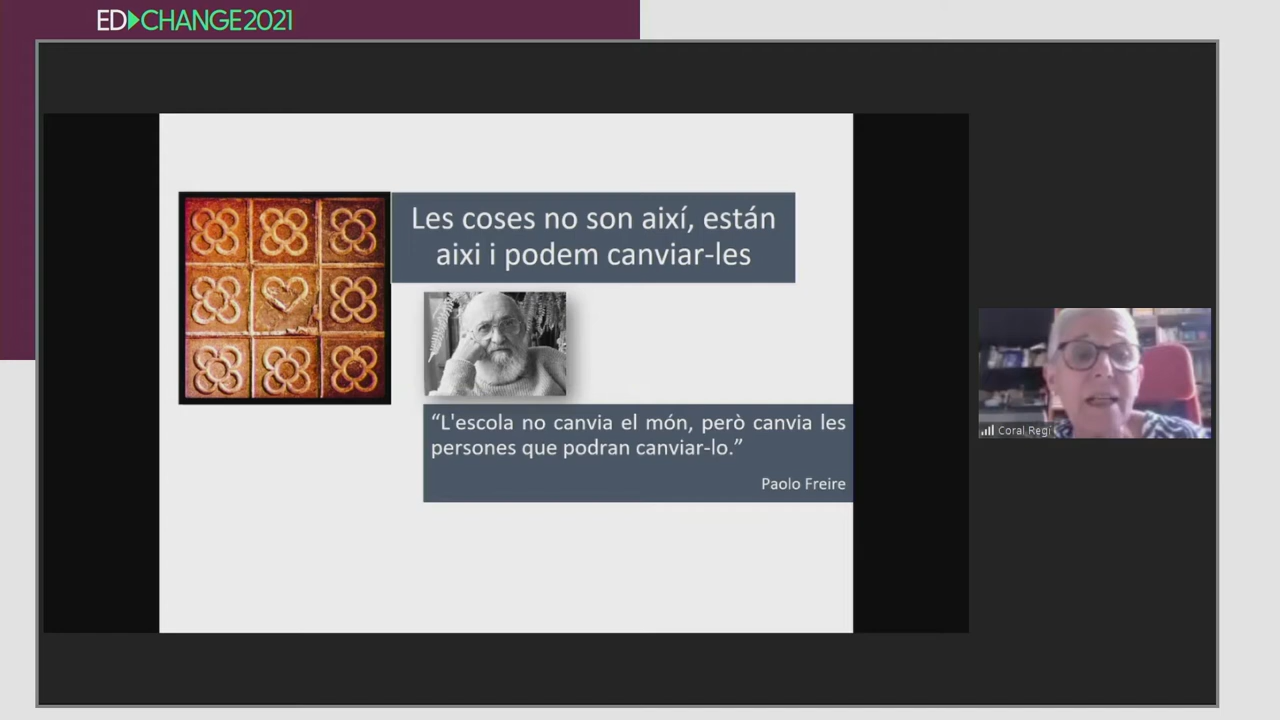 ED CHANGE2021
Les coses no son així, están
aixi i podem canviar-les
“L'escola no canvia el món, però canvia les
persones que podran canviar-lo.”
Paolo Freire
Coral Regí